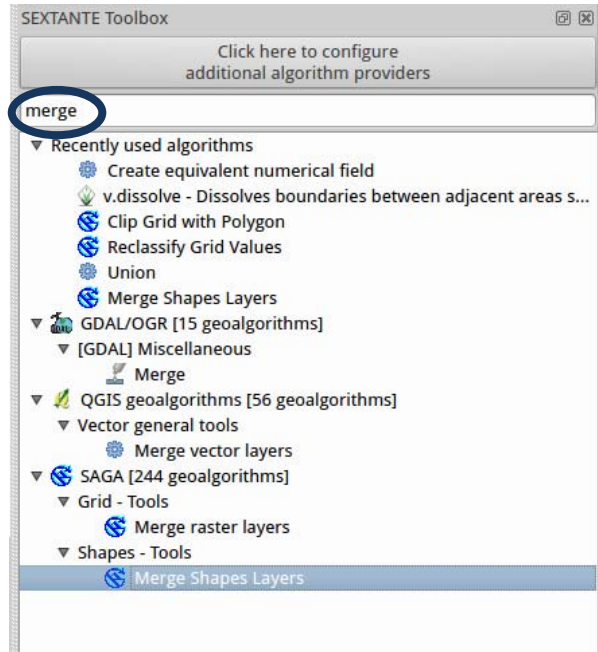 SEXTANTE Toolbox
Click here to configure
additional algorithm providers
merge
Recently used algorithms
Create equivalent numerical field
v.dissolve - Dissolves boundaries between adjacent areas s...
Clip Grid with Polygon
Reclassify Grid Values
Union
Merge Shapes Layers
GDAL/OGR [15 geoalgorithms]
[GDAL] Miscellaneous
Merge
QGIS geoalgorithms [56 geoalgorithms]
Vector general tools
Merge vector layers
SAGA [244 geoalgorithms]
Grid - Tools
Merge raster layers
Shapes - Tools
Merge Shapes Layers